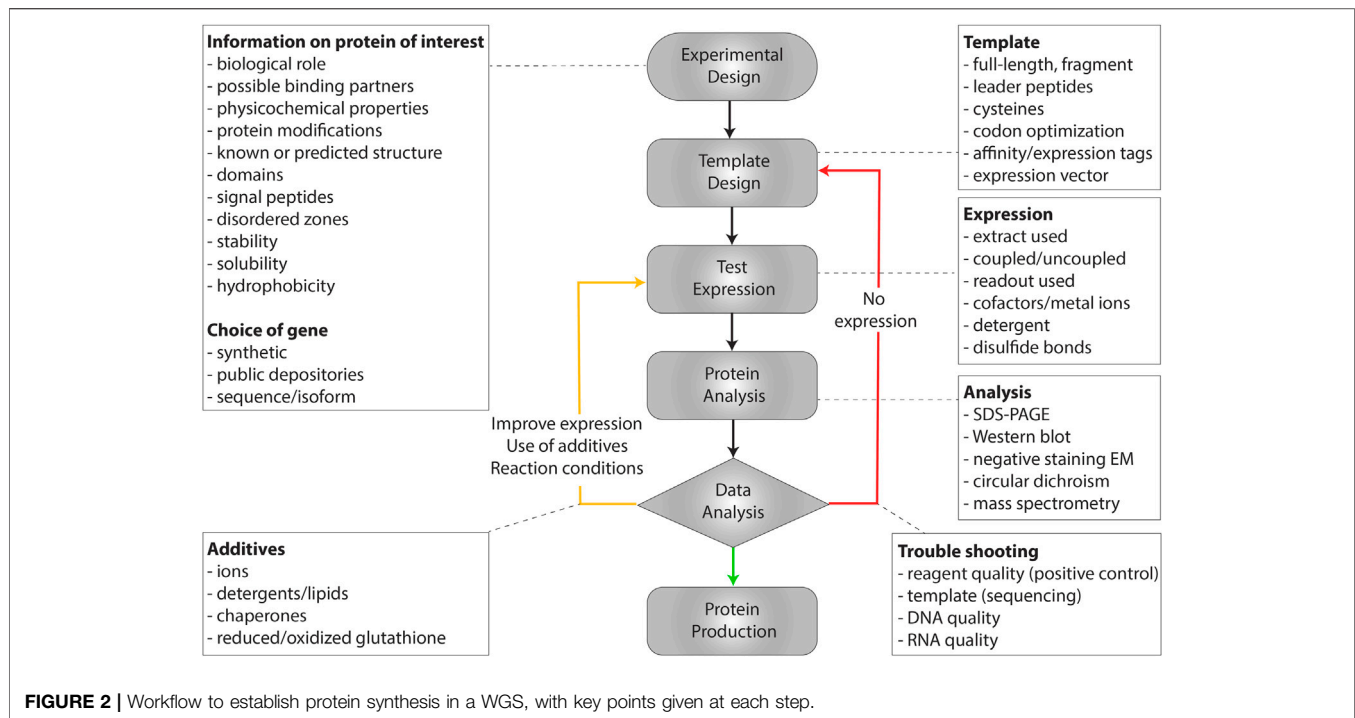 Information on protein of interest
- biological role
- possible binding partners
- physicochemical properties
- protein modifications
- known or predicted structure
- domains
- signal peptides
- disordered zones
- stability
- solubility
- hydrophobicity
Choice of gene
- synthetic
- public depositories
- sequence/isoform
Experimental
Design
Template
Design
Test
Expression
Protein
Analysis
Data
Analysis
Protein
Production
Improve expression
Use of additives
Reaction conditions
No
expression
Template
- full-length, fragment
- leader peptides
- cysteines
- codon optimization
- affinity/expression tags
- expression vector
Expression
- extract used
- coupled/uncoupled
- readout used
- cofactors/metal ions
- detergent
- disulfide bonds
Analysis
- SDS-PAGE
- Western blot
- negative staining EM
- circular dichroism
- mass spectrometry
Additives
- ions
- detergents/lipids
- chaperones
- reduced/oxidized glutathione
Trouble shooting
- reagent quality (positive control)
- template (sequencing)
- DNA quality
- RNA quality
FIGURE 2 | Workflow to establish protein synthesis in a WGS, with key points given at each step.